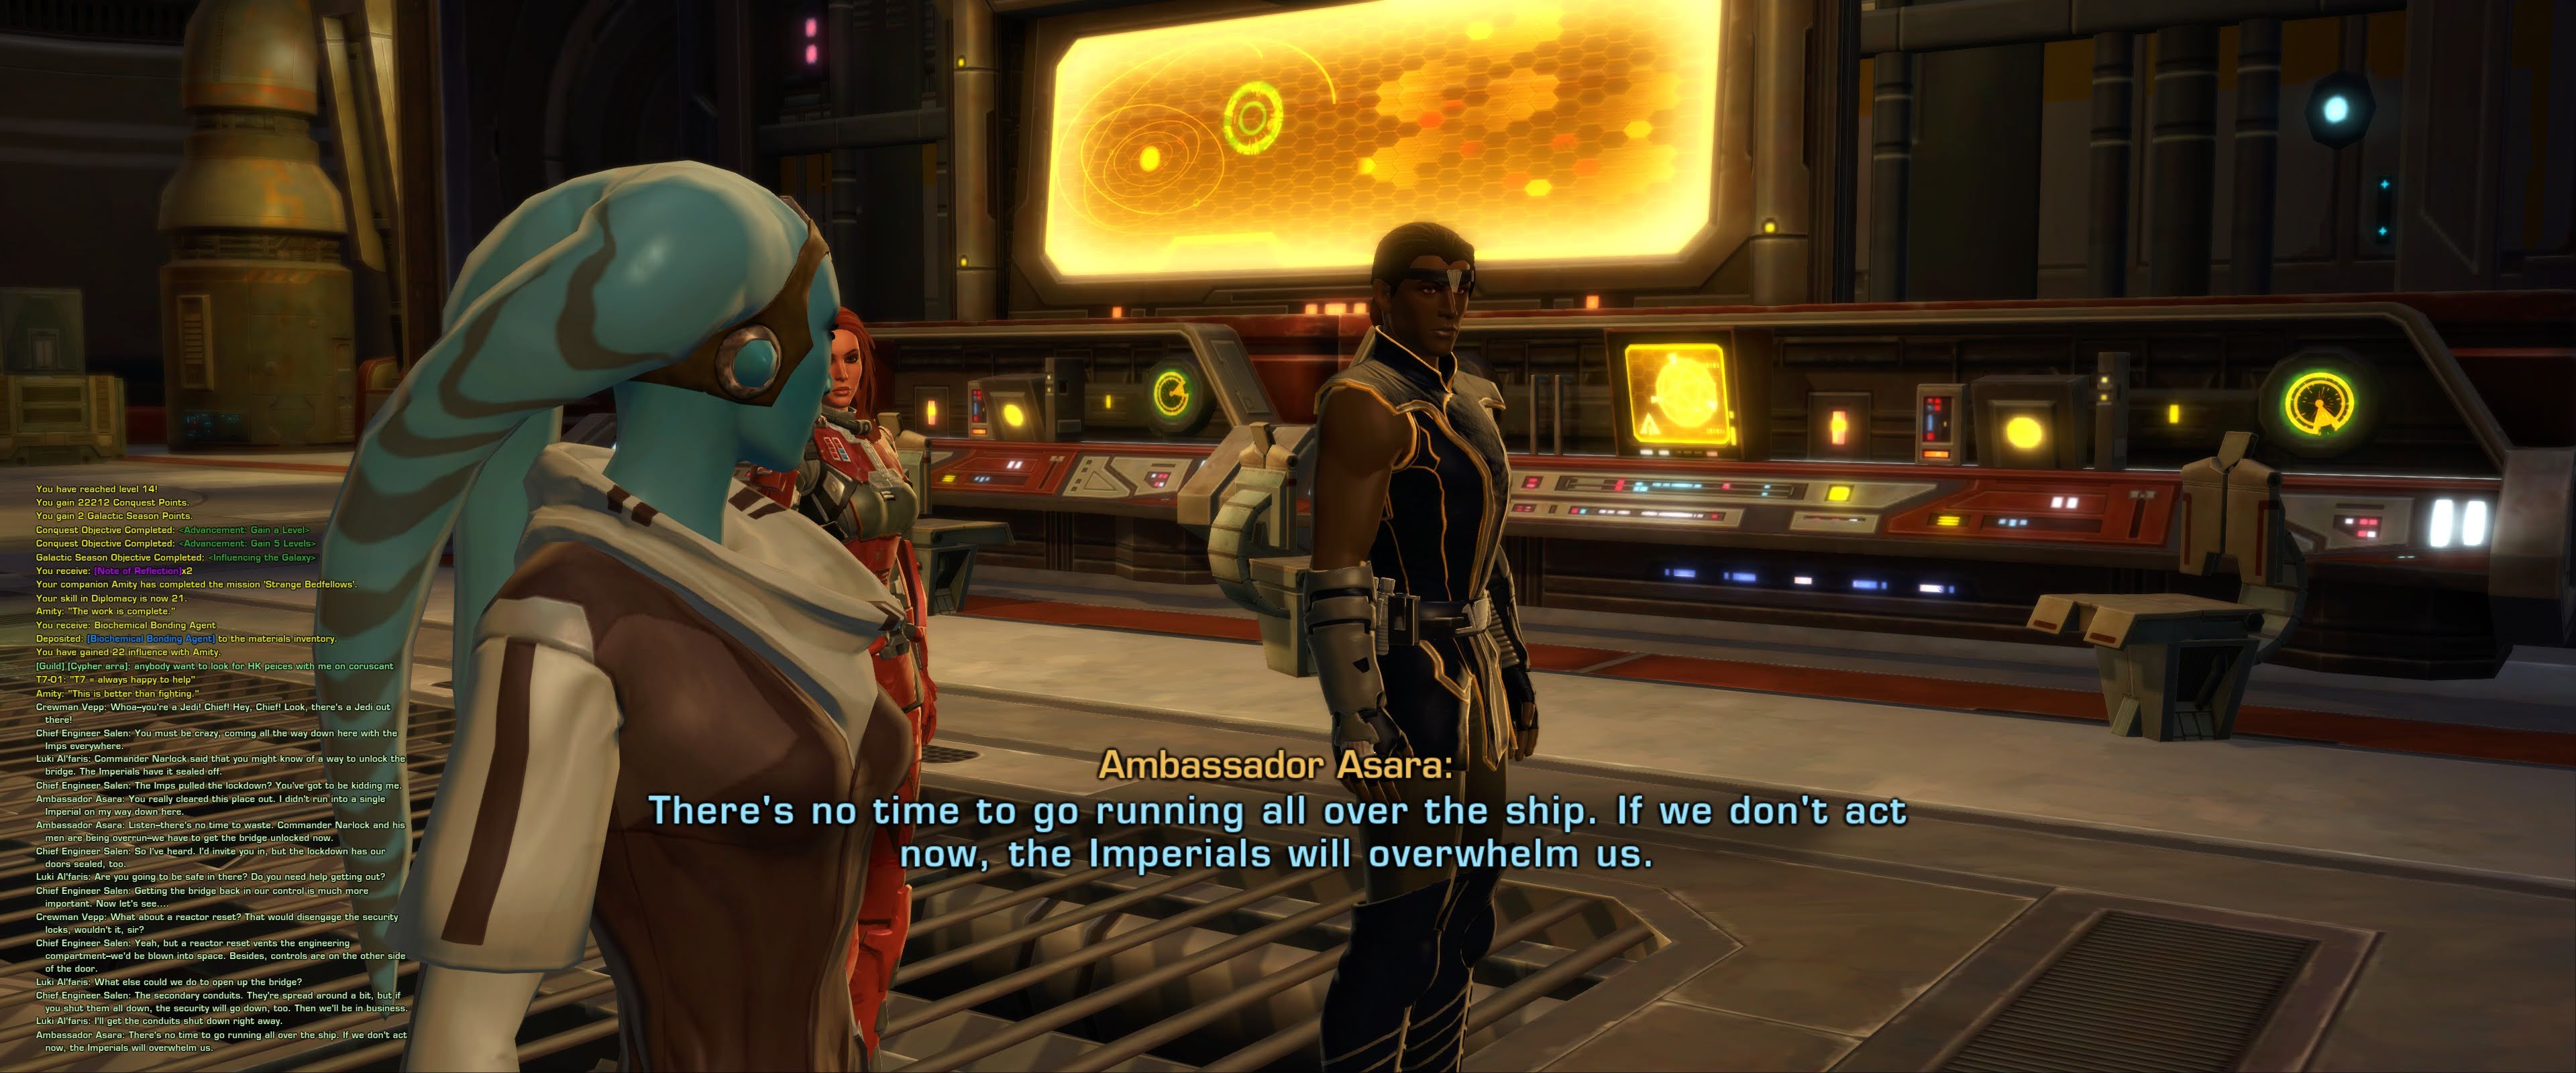 You have reached level 14!
You gain 22212 Conquest Points.
You gain 2 Galactic Season Points.
Conquest Objective Completed: <Advancement: Gain a Level>
Conquest Objective Completed: <Advancement: Gain 5 Levels>
Galactic Season Objective Completed: <Influencing the Galaxy>
You receive: [Note of Reflection]x2
Your companion Amity has completed the mission 'Strange Bedfellows'.
Your skill in Diplomacy is now 21.
Amity: "The work is complete."
You receive: Biochemical Bonding Agent
Deposited: [Biochemical Bonding Agent] to the materials inventory.
You have gained 22 influence with Amity.
[Guild] [Cypher arra]: anybody want to look for HK peices with me on coruscant
T7-01: "T7 = always happy to help"
Amity: "This is better than fighting."
Crewman Vepp: Whoa—you're a Jedi! Chief! Hey, Chief! Look, there's a Jedi out
there!
Chief Engineer Salen: You must be crazy, coming all the way down here with the
Imps everywhere.
Luki Al'faris: Commander Narlock said that you might know of a way to unlock the
bridge. The Imperials have it sealed off.
Chief Engineer Salen: The Imps pulled the lockdown? You've got to be kidding me.
Ambassador Asara: You really cleared this place out. I didn't run into a single
Imperial on my way down here.
Ambassador Asara: Listen—there's no time to waste. Commander Narlock and his
men are being overrun—we have to get the bridge unlocked now.
Chief Engineer Salen: So I've heard. I'd invite you in, but the lockdown has our
doors sealed, too.
Luki Al'faris: Are you going to be safe in there? Do you need help getting out?
Chief Engineer Salen: Getting the bridge back in our control is much more
important. Now let's see....
Crewman Vepp: What about a reactor reset? That would disengage the security
locks, wouldn't it, sir?
Chief Engineer Salen: Yeah, but a reactor reset vents the engineering
compartment—we'd be blown into space. Besides, controls are on the other side
of the door.
Luki Al'faris: What else could we do to open up the bridge?
Chief Engineer Salen: The secondary conduits. They're spread around a bit, but if
you shut them all down, the security will go down, too. Then we'll be in business.
Luki Al'faris: I'll get the conduits shut down right away.
Ambassador Asara: There's no time to go running all over the ship. If we don't act
now, the Imperials will overwhelm us.
Ambassador Asara:
There's no time to go running all over the ship. If we don't act
now, the Imperials will overwhelm us.